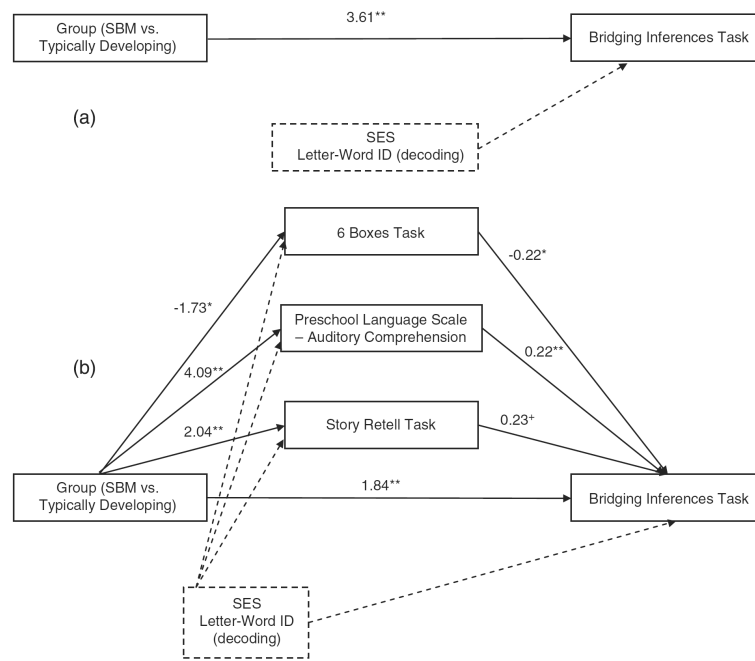 3.61**
Group (SBM vs.
Typically Developing)
Bridging Inferences Task
(a)
SES
Letter-Word ID (decoding)
6 Boxes Task
-0.22*
-1.73*
Preschool Language Scale
– Auditory Comprehension
0.22**
(b)
4.09**
2.04**
Story Retell Task
0.23+
Group (SBM vs.
Typically Developing)
1.84**
Bridging Inferences Task
SES
Letter-Word ID
(decoding)